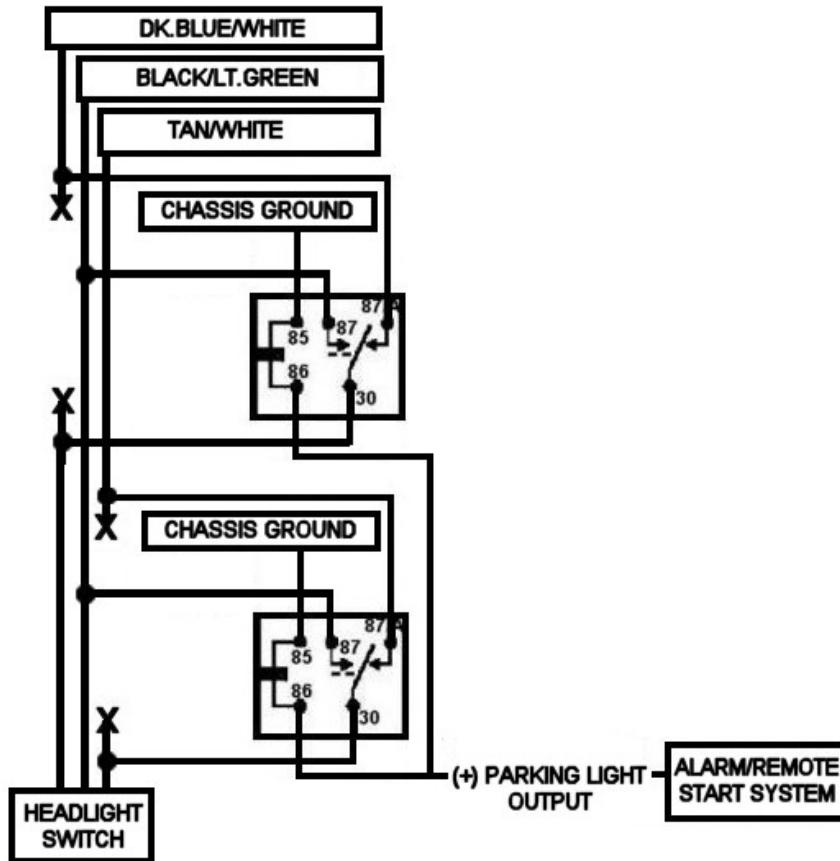 DK.BLUE/WHITE
BLACK/LT.GREEN
TAN/WHITE
X
CHASSIS GROUND
87A
85
87
86
30
X
X
CHASSIS GROUND
87A
85
87
86
30
X
(+) PARKING LIGHT
OUTPUT
ALARM/REMOTE
START SYSTEM
HEADLIGHT
SWITCH